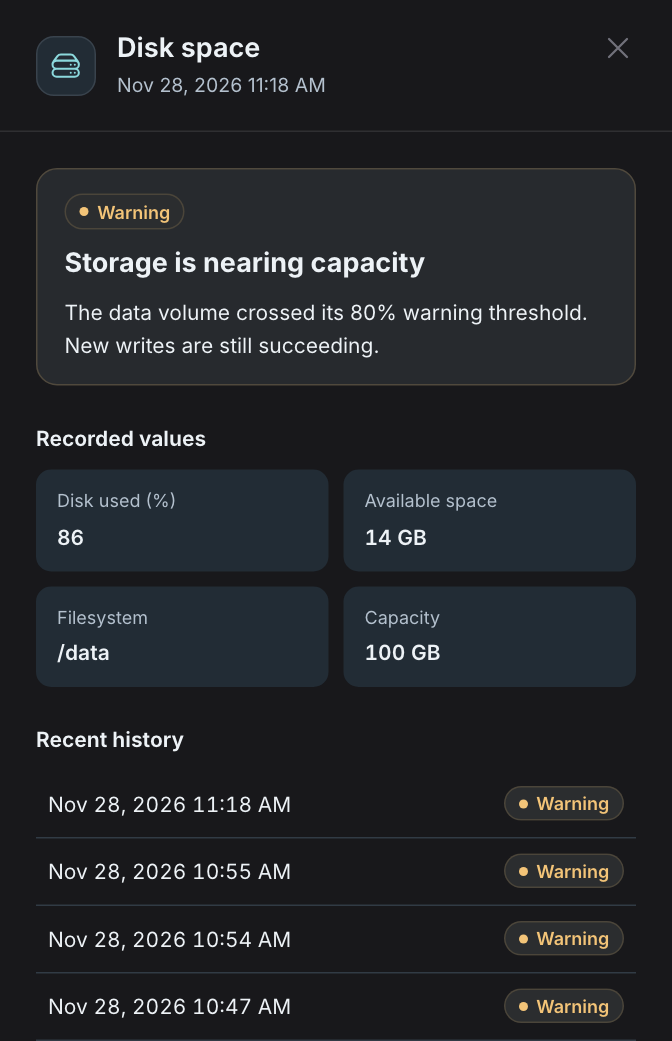 Disk space
Nov 28, 2026 11:18 AM
Warning
Storage is nearing capacity
The data volume crossed its 80% warning threshold.
New writes are still succeeding.
Recorded values
Disk used (%)
86
Available space
14 GB
Filesystem
/data
Capacity
100 GB
Recent history
Nov 28, 2026 11:18 AM Warning
Nov 28, 2026 10:55 AM Warning
Nov 28, 2026 10:54 AM Warning
Nov 28, 2026 10:47 AM Warning